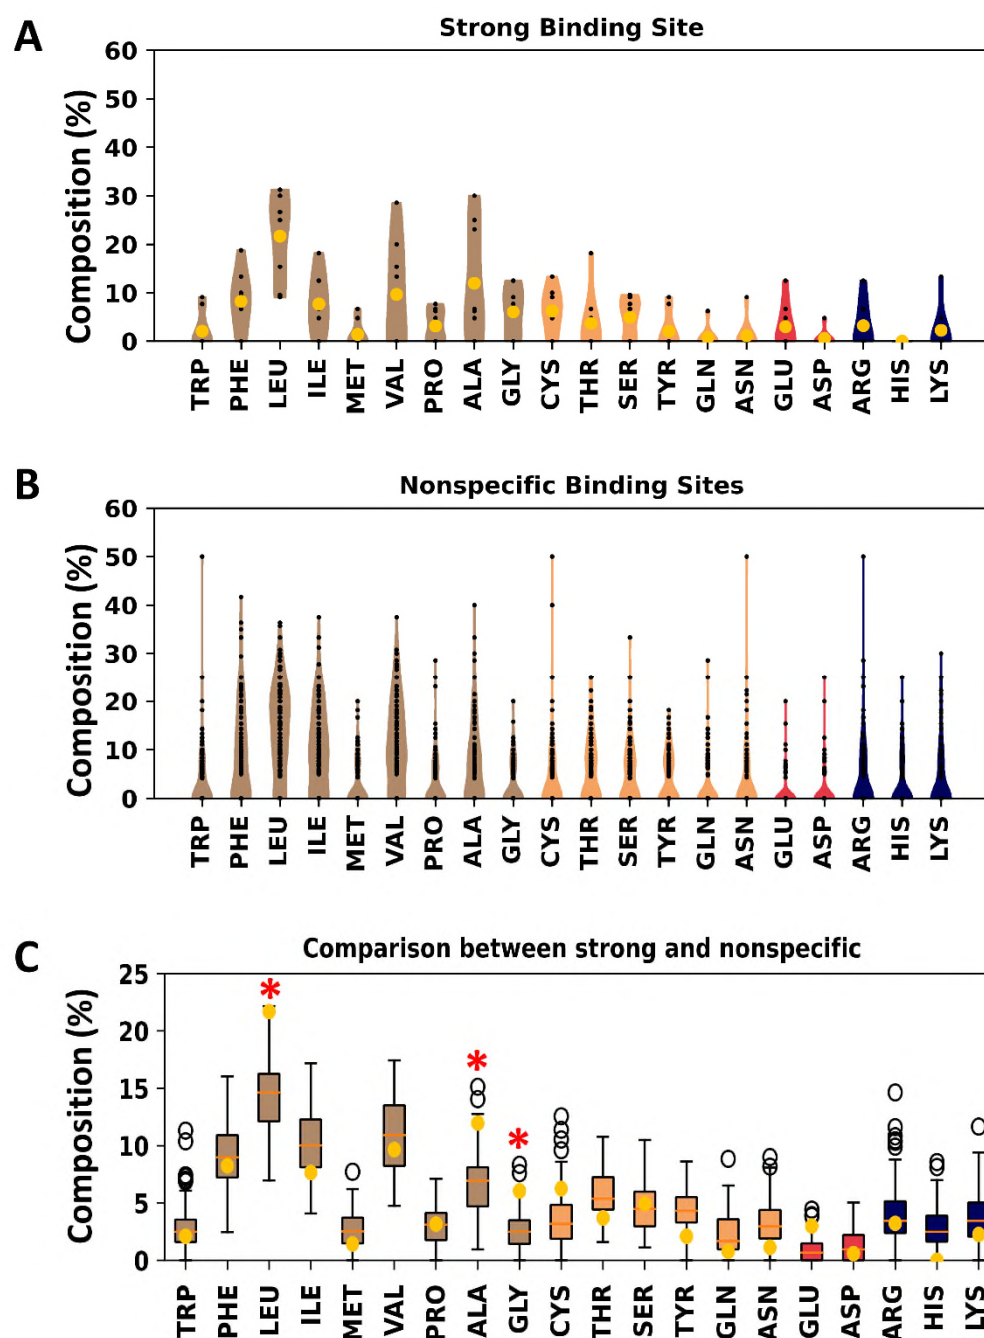 A
Strong Binding Site
Composition (%)
60
50
40
30
20
10
0
TRP PHE LEU ILE MET VAL PRO ALA GLY CYS THR SER TYR GLN ASN GLU ASP ARG HIS LYS
B
Nonspecific Binding Sites
Composition (%)
60
50
40
30
20
10
0
TRP PHE LEU ILE MET VAL PRO ALA GLY CYS THR SER TYR GLN ASN GLU ASP ARG HIS LYS
C
Comparison between strong and nonspecific
Composition (%)
25
20
15
10
5
0
* * *
TRP PHE LEU ILE MET VAL PRO ALA GLY CYS THR SER TYR GLN ASN GLU ASP ARG HIS LYS